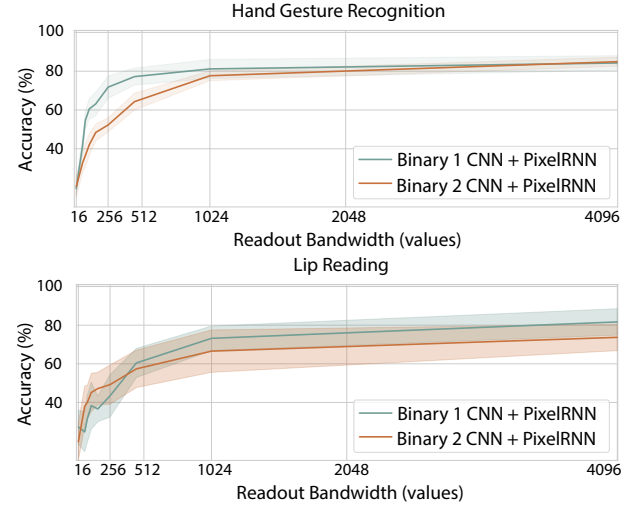 Hand Gesture Recognition
Accuracy (%)
100
80
60
40
Binary 1 CNN + PixelRNN
Binary 2 CNN + PixelRNN
16 256 512 1024 2048 4096
Readout Bandwidth (values)
Lip Reading
Accuracy (%)
100
80
60
40
Binary 1 CNN + PixelRNN
Binary 2 CNN + PixelRNN
16 256 512 1024 2048 4096
Readout Bandwidth (values)